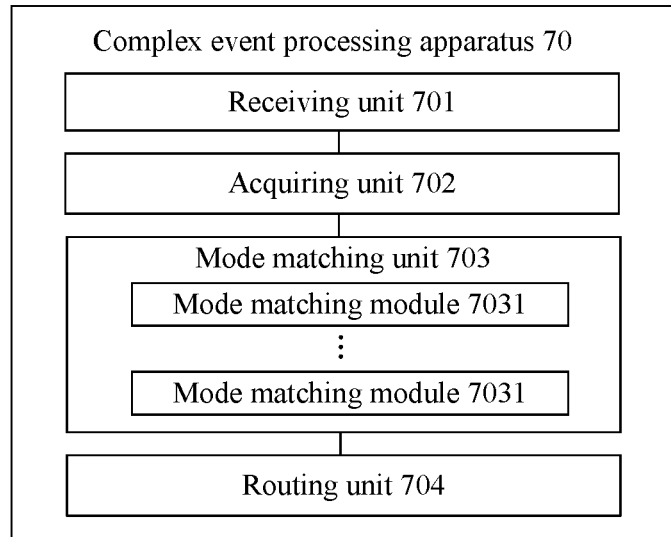 Complex event processing apparatus 70
Receiving unit 701
Acquiring unit 702
Mode matching unit 703
Mode matching module 7031
⋮
Mode matching module 7031
Routing unit 704